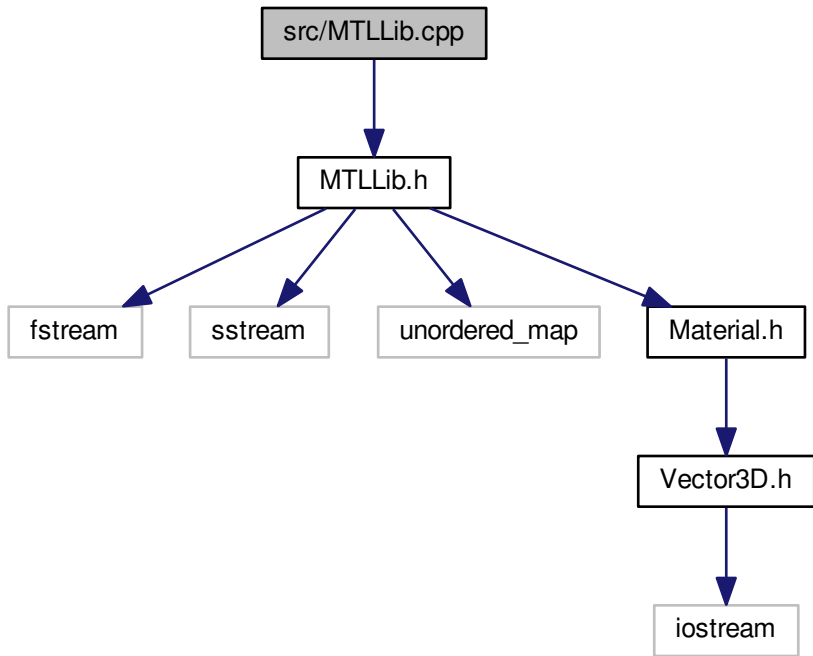 src/MTLLib.cpp
MTLLib.h
fstream
sstream
unordered_map
Material.h
Vector3D.h
iostream